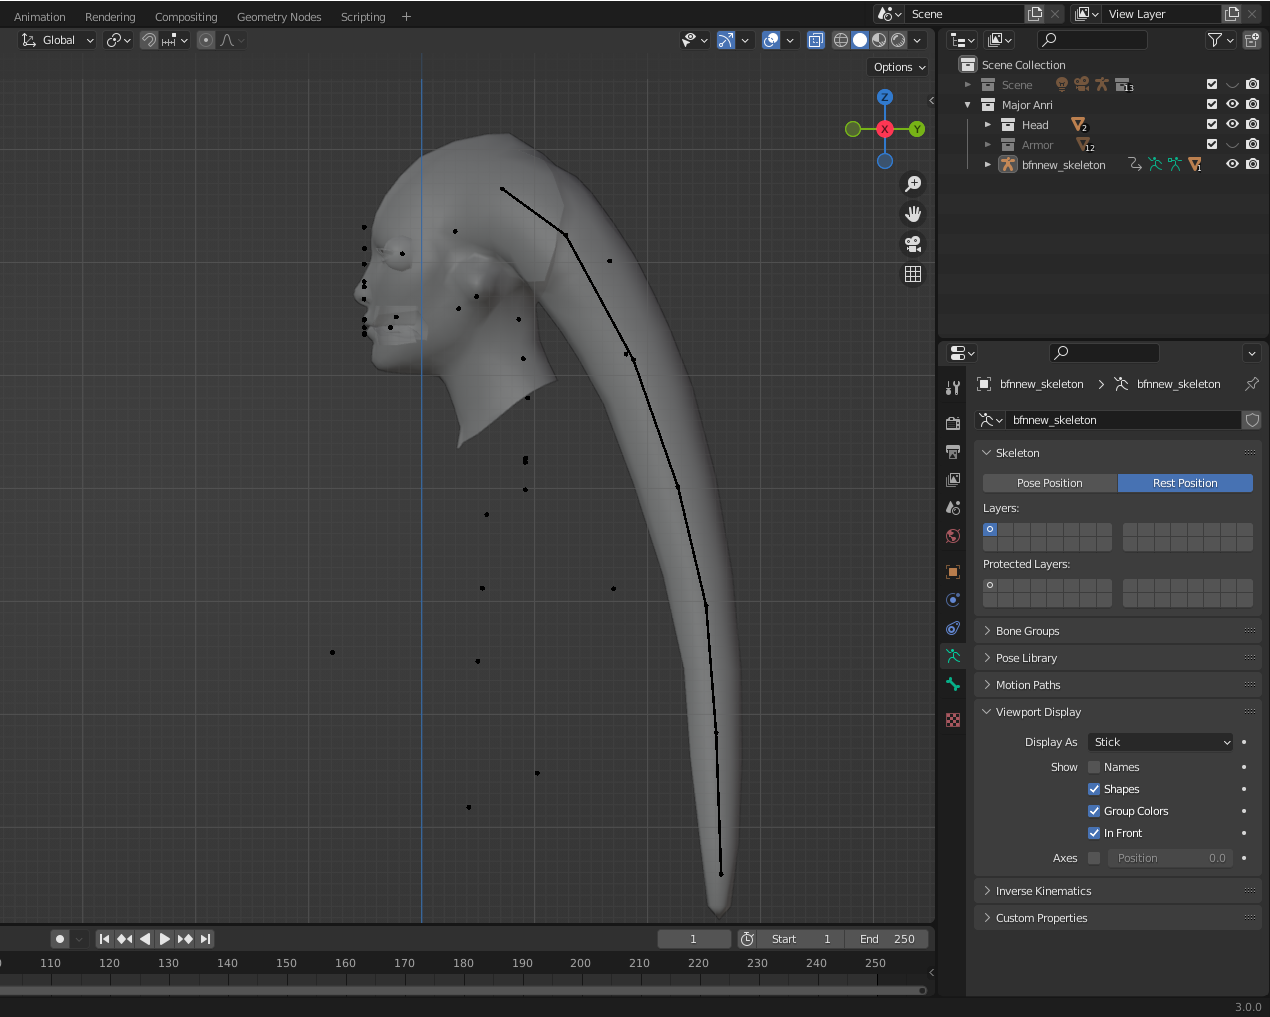 Animation Rendering Compositing Geometry Nodes Scripting +
Scene
View Layer
Global
Options
Z
X
Y
Scene Collection
Scene 13
Major Anri
Head 2
Armor 12
bfnnew_skeleton 1
bfnnew_skeleton > bfnnew_skeleton
bfnnew_skeleton
Skeleton
Pose Position Rest Position
Layers:
Protected Layers:
Bone Groups
Pose Library
Motion Paths
Viewport Display
Display As Stick
Show Names
Shapes
Group Colors
In Front
Axes Position 0.0
Inverse Kinematics
Custom Properties
1 Start 1 End 250
110 120 130 140 150 160 170 180 190 200 210 220 230 240 250
3.0.0